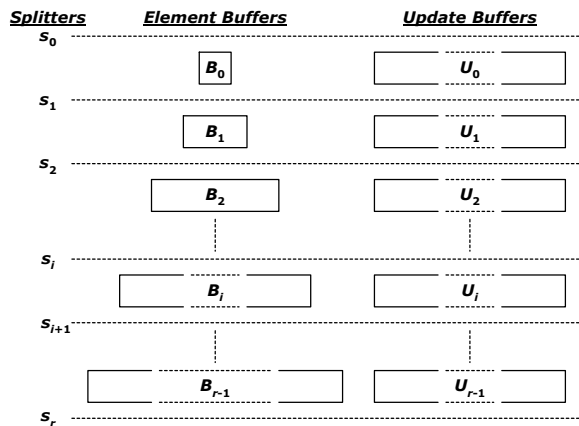 Splitters Element Buffers Update Buffers
s0
B0 U0
s1
B1 U1
s2
B2 U2
si
Bi Ui
si+1
Br-1 Ur-1
sr